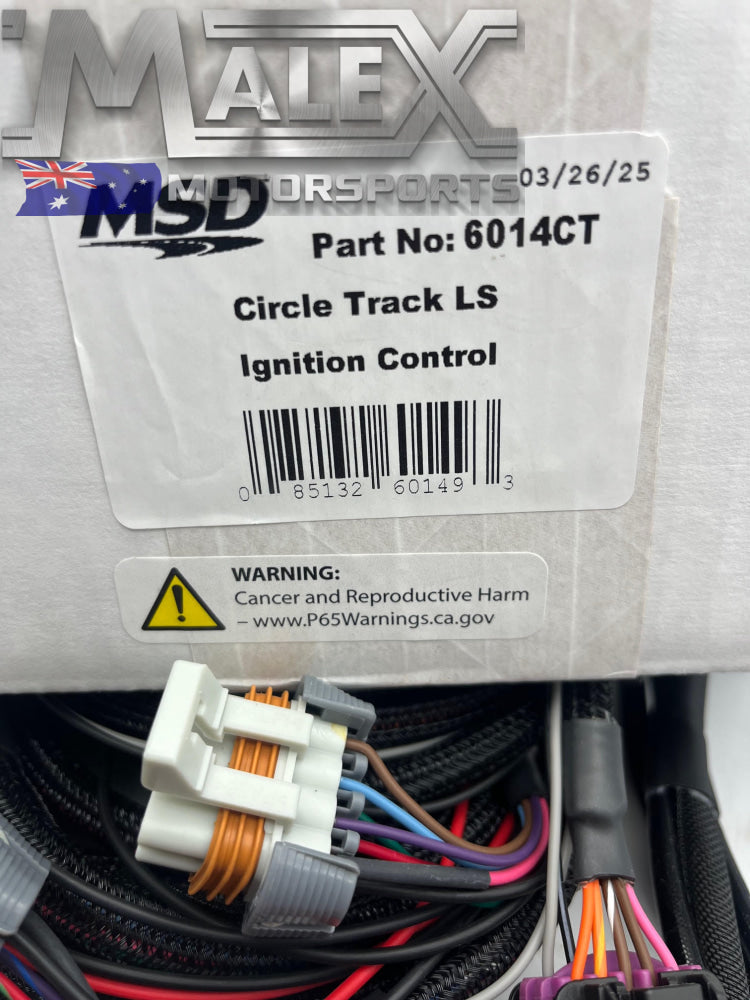 MALEX
MOTORSPORTS
03/26/25
MSD
Part No: 6014CT
Circle Track LS
Ignition Control
0 85132 60149 3
WARNING:
Cancer and Reproductive Harm
– www.P65Warnings.ca.gov